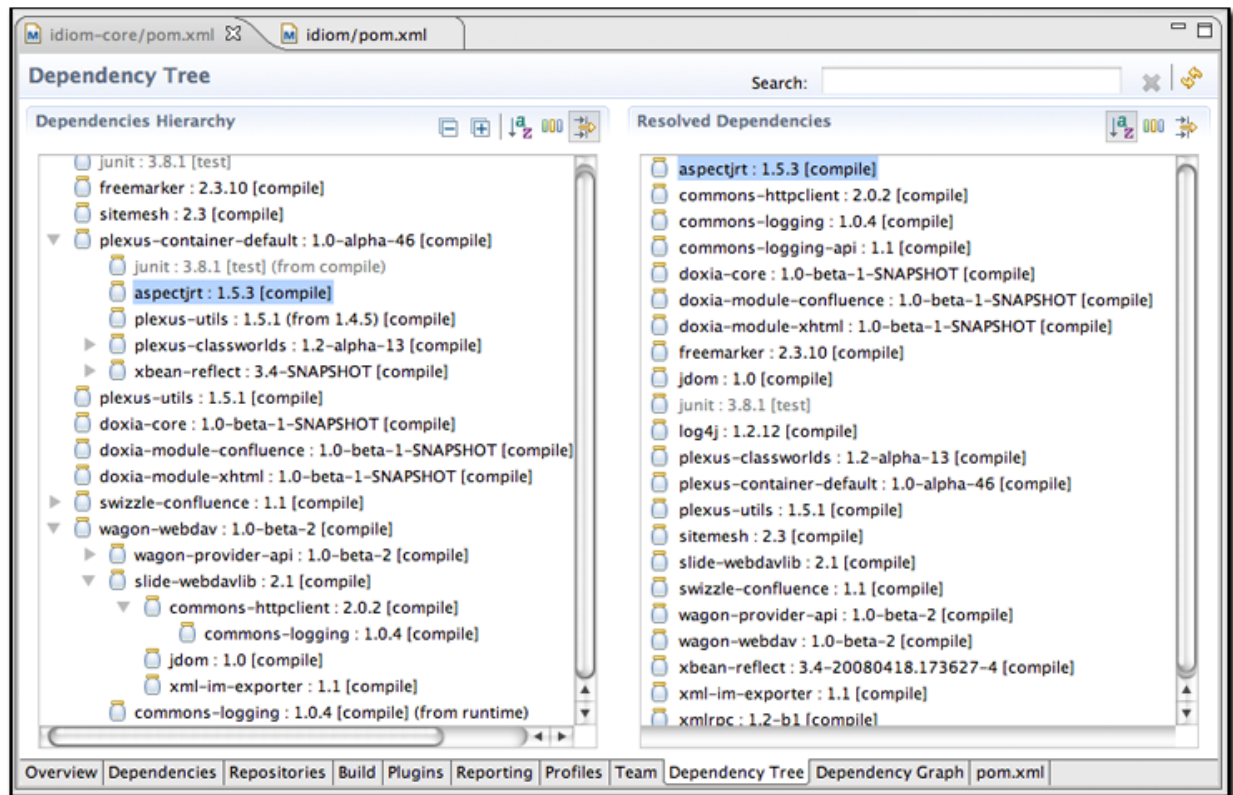 idiom-core/pom.xml
idiom/pom.xml
Dependency Tree
Search:
Dependencies Hierarchy
junit : 3.8.1 [test]
freemarker : 2.3.10 [compile]
sitemesh : 2.3 [compile]
plexus-container-default : 1.0-alpha-46 [compile]
junit : 3.8.1 [test] (from compile)
aspectjrt : 1.5.3 [compile]
plexus-utils : 1.5.1 (from 1.4.5) [compile]
plexus-classworlds : 1.2-alpha-13 [compile]
xbean-reflect : 3.4-SNAPSHOT [compile]
plexus-utils : 1.5.1 [compile]
doxia-core : 1.0-beta-1-SNAPSHOT [compile]
doxia-module-confluence : 1.0-beta-1-SNAPSHOT [compile]
doxia-module-xhtml : 1.0-beta-1-SNAPSHOT [compile]
swizzle-confluence : 1.1 [compile]
wagon-webdav : 1.0-beta-2 [compile]
wagon-provider-api : 1.0-beta-2 [compile]
slide-webdavlib : 2.1 [compile]
commons-httpclient : 2.0.2 [compile]
commons-logging : 1.0.4 [compile]
jdom : 1.0 [compile]
xml-im-exporter : 1.1 [compile]
commons-logging : 1.0.4 [compile] (from runtime)
Resolved Dependencies
aspectjrt : 1.5.3 [compile]
commons-httpclient : 2.0.2 [compile]
commons-logging : 1.0.4 [compile]
commons-logging-api : 1.1 [compile]
doxia-core : 1.0-beta-1-SNAPSHOT [compile]
doxia-module-confluence : 1.0-beta-1-SNAPSHOT [compile]
doxia-module-xhtml : 1.0-beta-1-SNAPSHOT [compile]
freemarker : 2.3.10 [compile]
jdom : 1.0 [compile]
junit : 3.8.1 [test]
log4j : 1.2.12 [compile]
plexus-classworlds : 1.2-alpha-13 [compile]
plexus-container-default : 1.0-alpha-46 [compile]
plexus-utils : 1.5.1 [compile]
sitemesh : 2.3 [compile]
slide-webdavlib : 2.1 [compile]
swizzle-confluence : 1.1 [compile]
wagon-provider-api : 1.0-beta-2 [compile]
wagon-webdav : 1.0-beta-2 [compile]
xbean-reflect : 3.4-20080418.173627-4 [compile]
xml-im-exporter : 1.1 [compile]
xmlrpc : 1.2-b1 [compile]
Overview Dependencies Repositories Build Plugins Reporting Profiles Team Dependency Tree Dependency Graph pom.xml